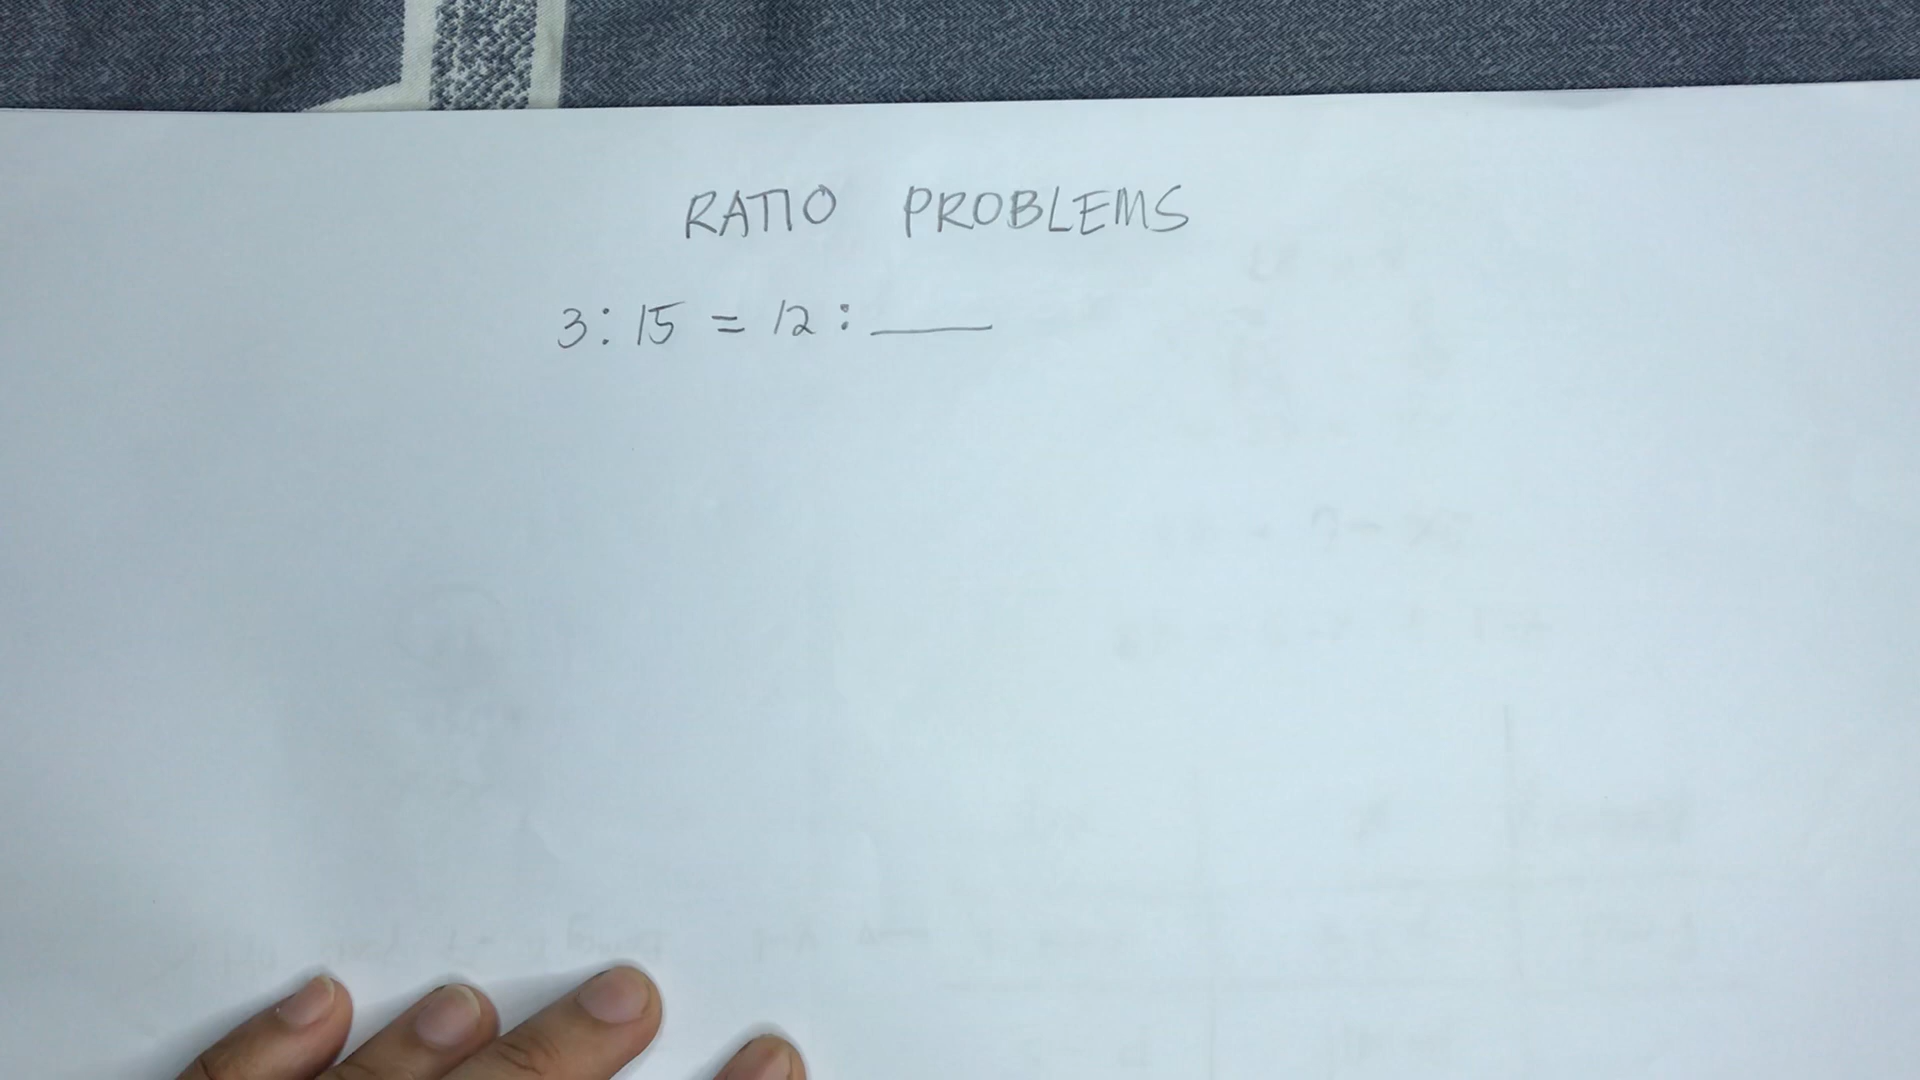 RATIO PROBLEMS
3 : 15 = 12 : ____